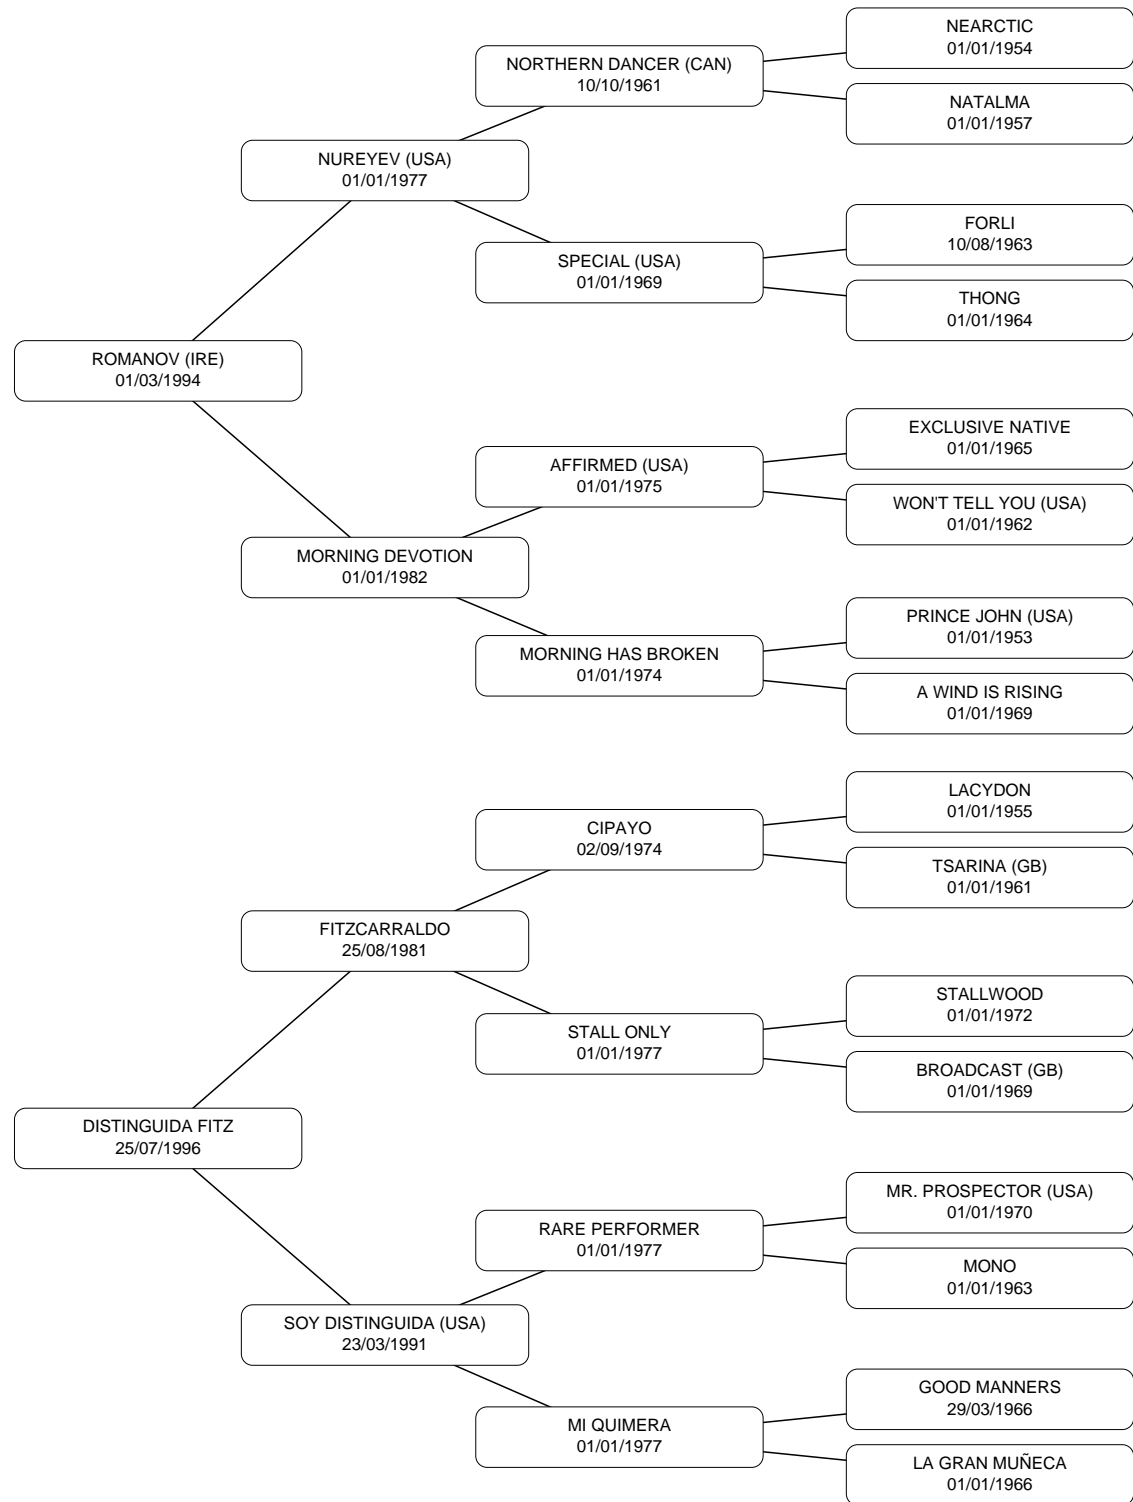 NEARCTIC
01/01/1954
NORTHERN DANCER (CAN)
10/10/1961
NATALMA
01/01/1957
NUREYEV (USA)
01/01/1977
FORLI
10/08/1963
SPECIAL (USA)
01/01/1969
THONG
01/01/1964
ROMANOV (IRE)
01/03/1994
EXCLUSIVE NATIVE
01/01/1965
AFFIRMED (USA)
01/01/1975
WON'T TELL YOU (USA)
01/01/1962
MORNING DEVOTION
01/01/1982
PRINCE JOHN (USA)
01/01/1953
MORNING HAS BROKEN
01/01/1974
A WIND IS RISING
01/01/1969
LACYDON
01/01/1955
CIPAYO
02/09/1974
TSARINA (GB)
01/01/1961
FITZCARRALDO
25/08/1981
STALLWOOD
01/01/1972
STALL ONLY
01/01/1977
BROADCAST (GB)
01/01/1969
DISTINGUIDA FITZ
25/07/1996
MR. PROSPECTOR (USA)
01/01/1970
RARE PERFORMER
01/01/1977
MONO
01/01/1963
SOY DISTINGUIDA (USA)
23/03/1991
GOOD MANNERS
29/03/1966
MI QUIMERA
01/01/1977
LA GRAN MUÑECA
01/01/1966